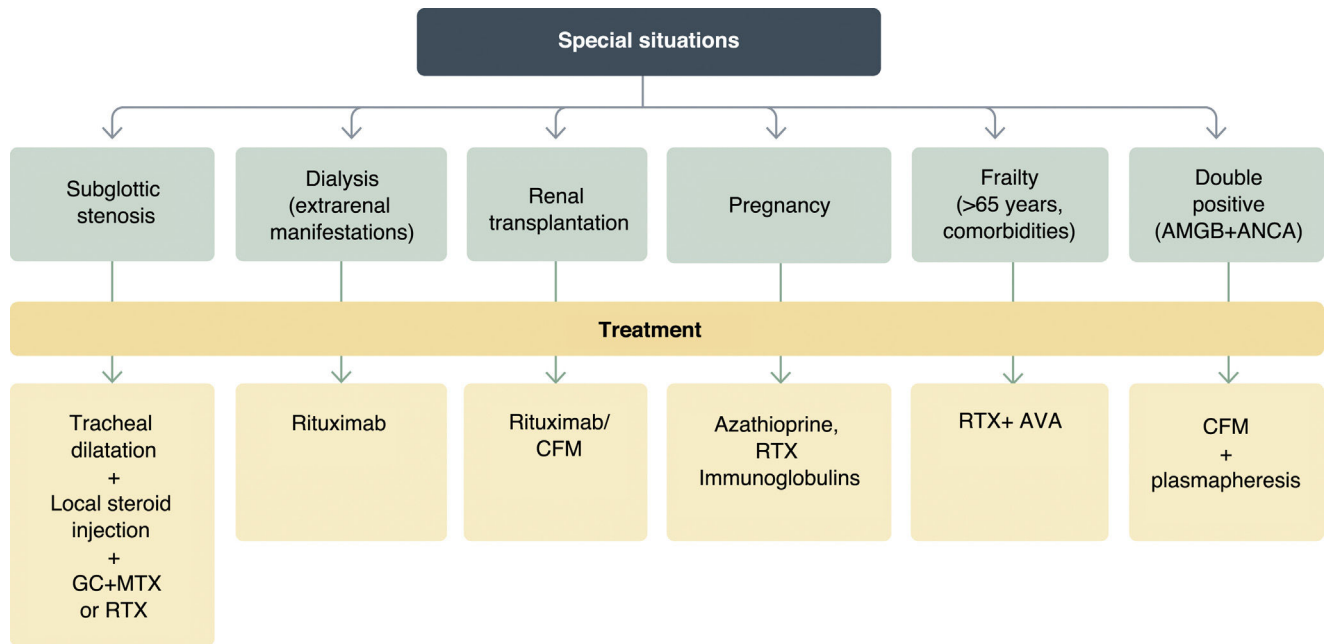 Special situations
Subglottic
stenosis
Dialysis
(extrarenal
manifestations)
Renal
transplantation
Pregnancy
Frailty
(>65 years,
comorbidities)
Double
positive
(AMGB+ANCA)
Treatment
Tracheal
dilatation
+
Local steroid
injection
+
GC+MTX
or RTX
Rituximab
Rituximab/
CFM
Azathioprine,
RTX
Immunoglobulins
RTX+ AVA
CFM
+
plasmapheresis